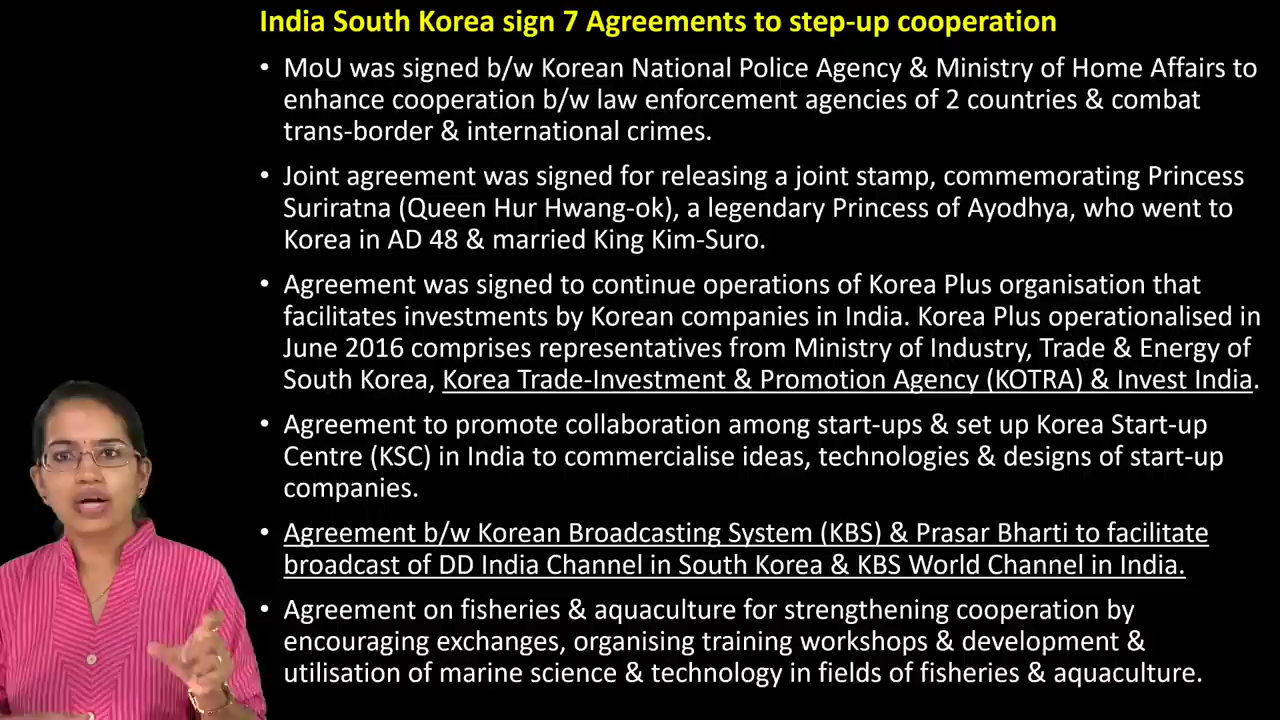 India South Korea sign 7 Agreements to step-up cooperation
• MoU was signed b/w Korean National Police Agency & Ministry of Home Affairs to
enhance cooperation b/w law enforcement agencies of 2 countries & combat
trans-border & international crimes.
• Joint agreement was signed for releasing a joint stamp, commemorating Princess
Suriratna (Queen Hur Hwang-ok), a legendary Princess of Ayodhya, who went to
Korea in AD 48 & married King Kim-Suro.
• Agreement was signed to continue operations of Korea Plus organisation that
facilitates investments by Korean companies in India. Korea Plus operationalised in
June 2016 comprises representatives from Ministry of Industry, Trade & Energy of
South Korea, Korea Trade-Investment & Promotion Agency (KOTRA) & Invest India.
• Agreement to promote collaboration among start-ups & set up Korea Start-up
Centre (KSC) in India to commercialise ideas, technologies & designs of start-up
companies.
• Agreement b/w Korean Broadcasting System (KBS) & Prasar Bharti to facilitate
broadcast of DD India Channel in South Korea & KBS World Channel in India.
• Agreement on fisheries & aquaculture for strengthening cooperation by
encouraging exchanges, organising training workshops & development &
utilisation of marine science & technology in fields of fisheries & aquaculture.